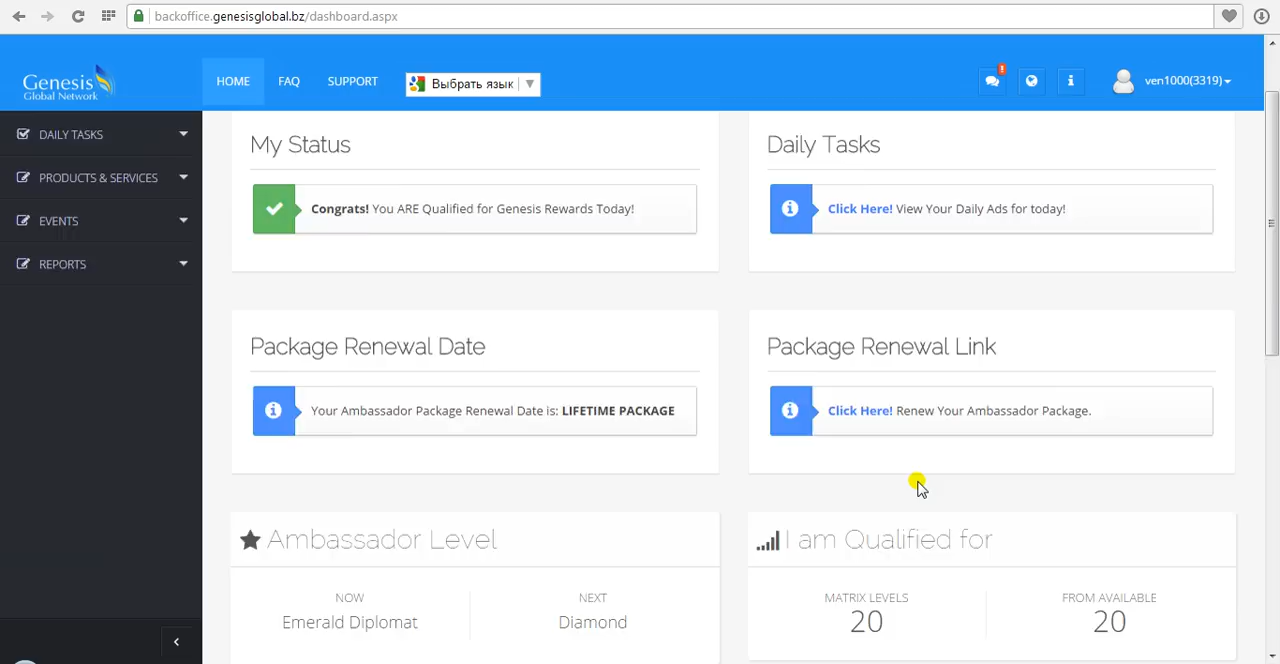 backoffice.genesisglobal.bz/dashboard.aspx
Genesis
Global Network
HOME FAQ SUPPORT Выбрать язык ven1000(3319)
DAILY TASKS
PRODUCTS & SERVICES
EVENTS
REPORTS
My Status
Congrats! You ARE Qualified for Genesis Rewards Today!
Daily Tasks
Click Here! View Your Daily Ads for today!
Package Renewal Date
Your Ambassador Package Renewal Date is: LIFETIME PACKAGE
Package Renewal Link
Click Here! Renew Your Ambassador Package.
Ambassador Level
NOW NEXT
Emerald Diplomat Diamond
I am Qualified for
MATRIX LEVELS FROM AVAILABLE
20 20